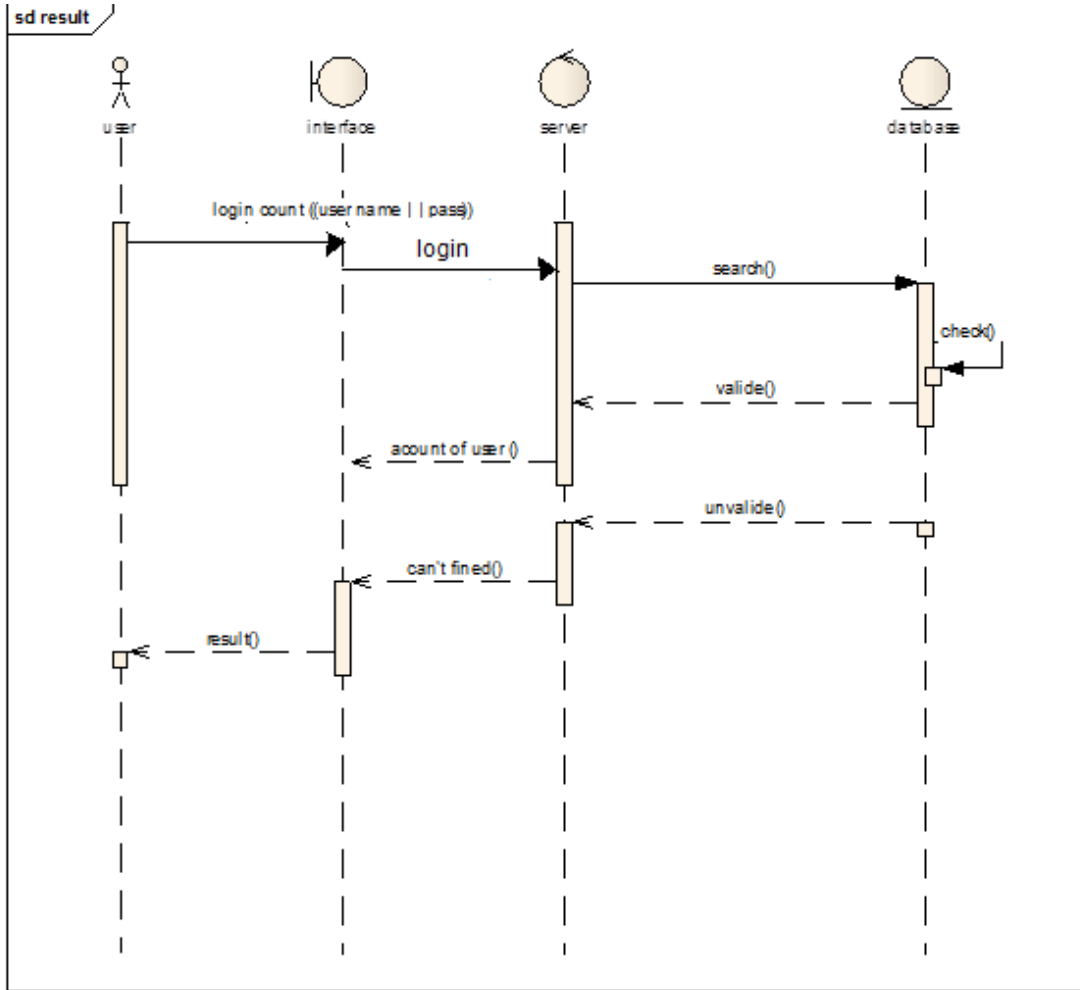 sd result
user
interface
server
database
login count ((user name || pass))
login
search()
check()
valide()
acount of user ()
unvalide()
can't fined()
result()